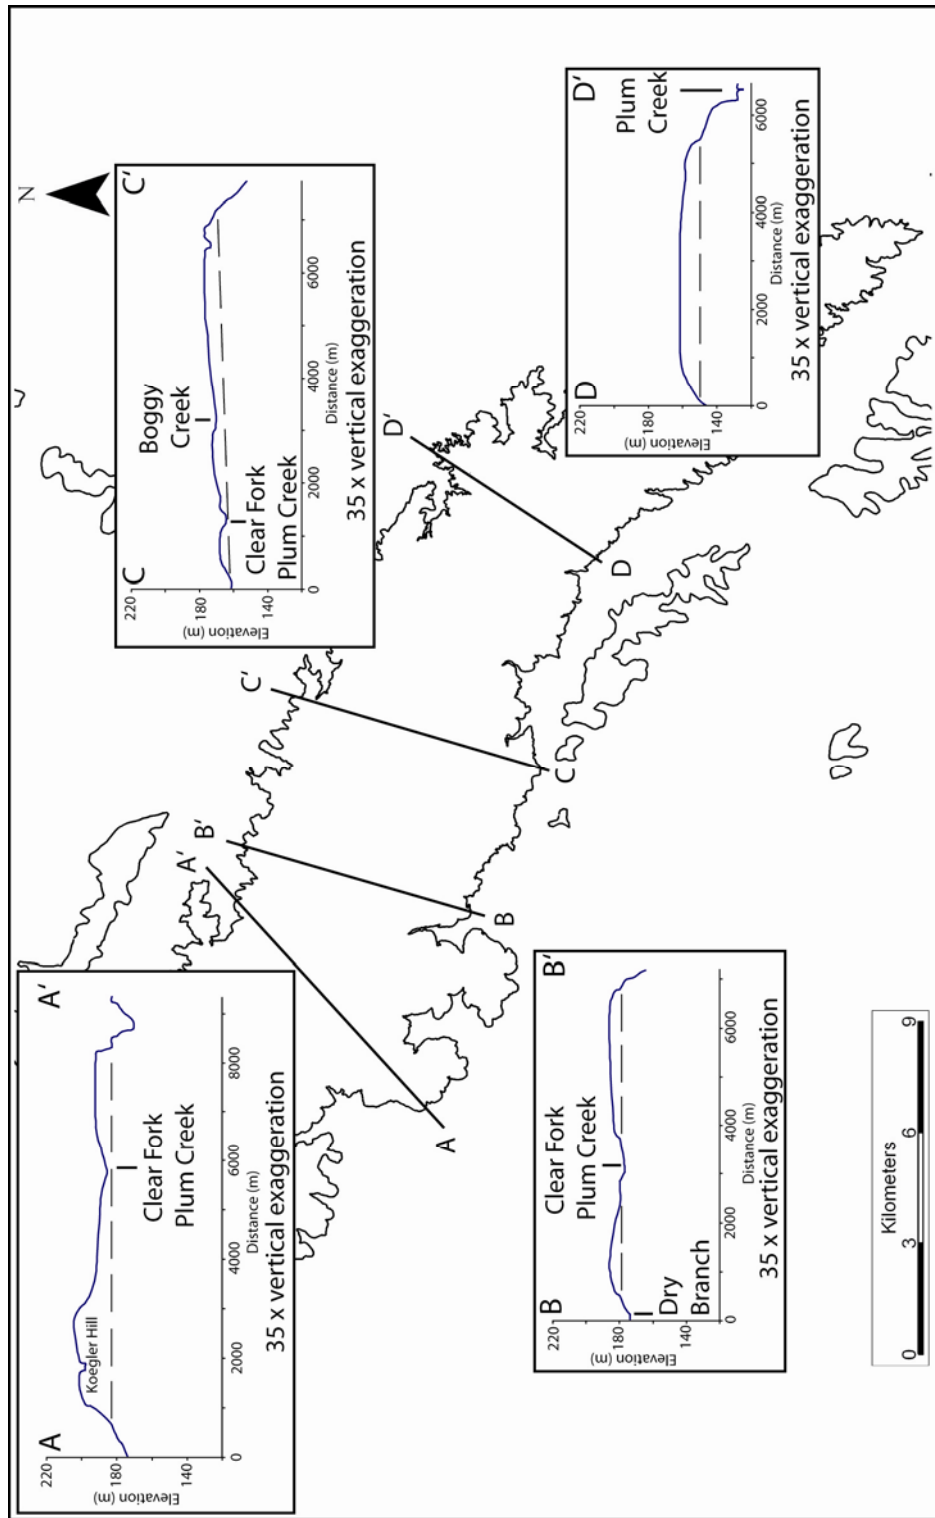 N
A
A'
220
180
140
Elevation (m)
Koegler Hill
Clear Fork
Plum Creek
0
2000
4000
6000
8000
Distance (m)
35 x vertical exaggeration
C
C'
220
180
140
Elevation (m)
Boggy
Creek
Clear Fork
Plum Creek
0
2000
4000
6000
Distance (m)
35 x vertical exaggeration
A'
B'
C'
D'
A
B
C
D
B
B'
220
180
140
Elevation (m)
Dry
Branch
Clear Fork
Plum Creek
0
2000
4000
6000
Distance (m)
35 x vertical exaggeration
D
D'
220
180
140
Elevation (m)
Plum
Creek
0
2000
4000
6000
Distance (m)
35 x vertical exaggeration
Kilometers
0
3
6
9